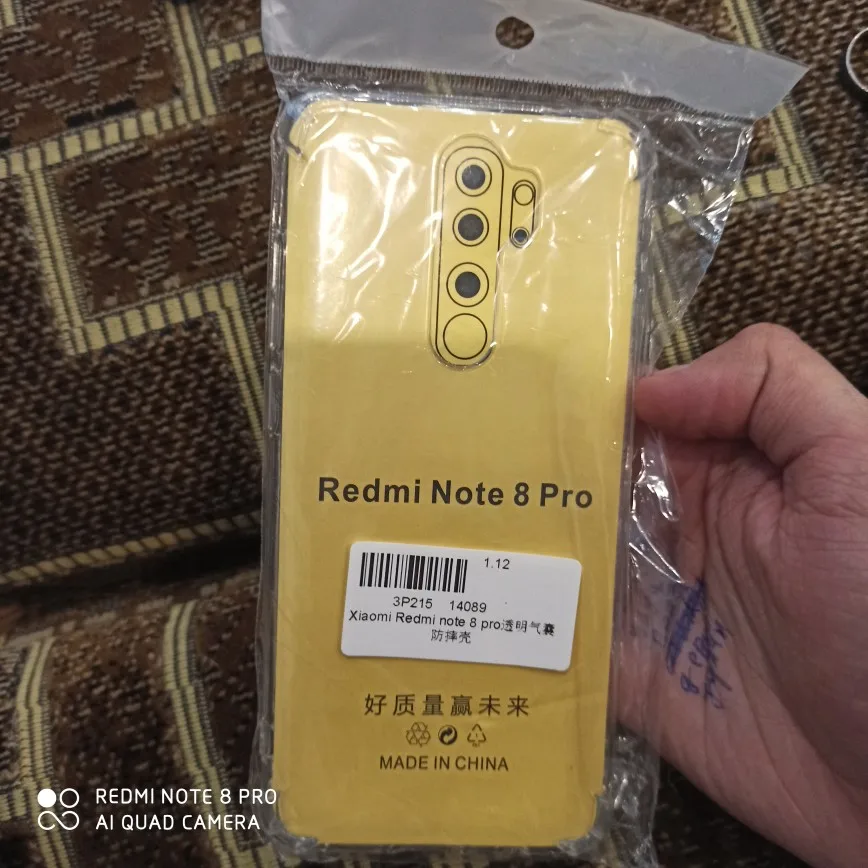 Redmi Note 8 Pro
1.12
3P215 14089
Xiaomi Redmi note 8 pro透明气囊
防摔壳
好质量赢未来
MADE IN CHINA
REDMI NOTE 8 PRO
AI QUAD CAMERA